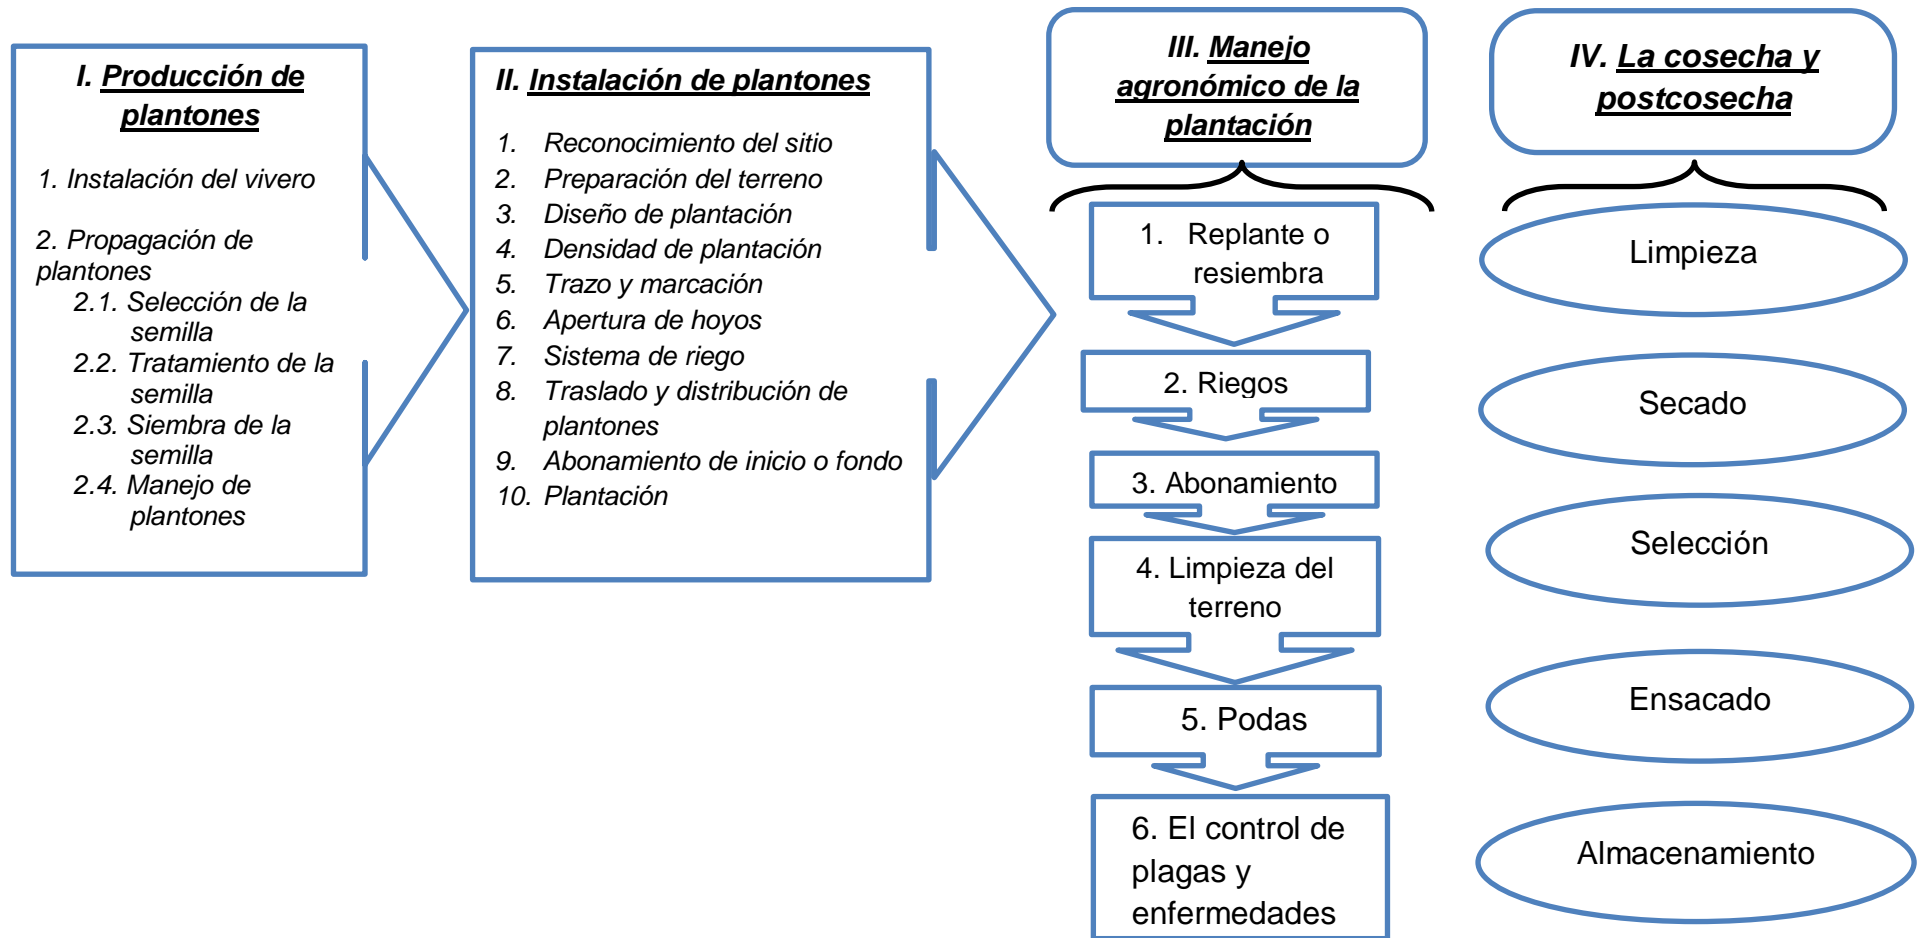 I. Producción de
plantones
1. Instalación del vivero
2. Propagación de
plantones
2.1. Selección de la
semilla
2.2. Tratamiento de la
semilla
2.3. Siembra de la
semilla
2.4. Manejo de
plantones
II. Instalación de plantones
1. Reconocimiento del sitio
2. Preparación del terreno
3. Diseño de plantación
4. Densidad de plantación
5. Trazo y marcación
6. Apertura de hoyos
7. Sistema de riego
8. Traslado y distribución de
plantones
9. Abonamiento de inicio o fondo
10. Plantación
III. Manejo
agronómico de la
plantación
1. Replante o
resiembra
2. Riegos
3. Abonamiento
4. Limpieza del
terreno
5. Podas
6. El control de
plagas y
enfermedades
IV. La cosecha y
postcosecha
Limpieza
Secado
Selección
Ensacado
Almacenamiento